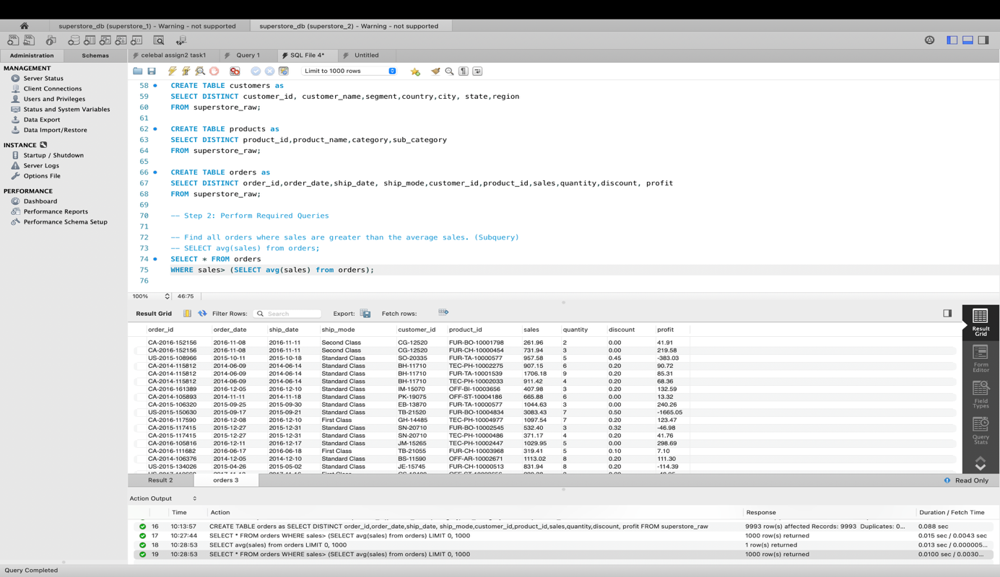 superstore_db (superstore_1) - Warning - not supported
superstore_db (superstore_2) - Warning - not supported
Administration
Schemas
celebal assign2 task1
Query 1
SQL File 4*
Untitled
MANAGEMENT
Server Status
Client Connections
Users and Privileges
Status and System Variables
Data Export
Data Import/Restore
INSTANCE
Startup / Shutdown
Server Logs
Options File
PERFORMANCE
Dashboard
Performance Reports
Performance Schema Setup
Limit to 1000 rows
58 CREATE TABLE customers as
59 SELECT DISTINCT customer_id, customer_name,segment,country,city, state,region
60 FROM superstore_raw;
61
62 CREATE TABLE products as
63 SELECT DISTINCT product_id,product_name,category,sub_category
64 FROM superstore_raw;
65
66 CREATE TABLE orders as
67 SELECT DISTINCT order_id,order_date,ship_date, ship_mode,customer_id,product_id,sales,quantity,discount, profit
68 FROM superstore_raw;
69
70 -- Step 2: Perform Required Queries
71
72 -- Find all orders where sales are greater than the average sales. (Subquery)
73 -- SELECT avg(sales) from orders;
74 SELECT * FROM orders
75 WHERE sales> (SELECT avg(sales) from orders);
76
100% 46:75
Result Grid Filter Rows: Search Export: Fetch rows:
order_id order_date ship_date ship_mode customer_id product_id sales quantity discount profit
CA-2016-152156 2016-11-08 2016-11-11 Second Class CG-12520 FUR-BO-10001798 261.96 2 0.00 41.91
CA-2016-152156 2016-11-08 2016-11-11 Second Class CG-12520 FUR-CH-10000454 731.94 3 0.00 219.58
US-2015-108966 2015-10-11 2015-10-18 Standard Class SO-20335 FUR-TA-10000577 957.58 5 0.45 -383.03
CA-2014-115812 2014-06-09 2014-06-14 Standard Class BH-11710 TEC-PH-10002275 907.15 6 0.20 90.72
CA-2014-115812 2014-06-09 2014-06-14 Standard Class BH-11710 FUR-TA-10001539 1706.18 9 0.20 85.31
CA-2014-115812 2014-06-09 2014-06-14 Standard Class BH-11710 TEC-PH-10002033 911.42 4 0.20 68.36
CA-2016-161389 2016-12-05 2016-12-10 Standard Class IM-15070 OFF-BI-10003656 407.98 3 0.20 132.59
CA-2014-105893 2014-11-11 2014-11-18 Standard Class PK-19075 OFF-ST-10004186 665.88 6 0.00 13.32
CA-2015-106320 2015-09-25 2015-09-30 Standard Class EB-13870 FUR-TA-10000577 1044.63 3 0.00 240.26
US-2015-150630 2015-09-17 2015-09-21 Standard Class TB-21520 FUR-BO-10004834 3083.43 7 0.50 -1665.05
CA-2016-117590 2016-12-08 2016-12-10 First Class GH-14485 TEC-PH-10004977 1097.54 7 0.20 123.47
CA-2015-117415 2015-12-27 2015-12-31 Standard Class SN-20710 FUR-BO-10002545 532.40 3 0.32 -46.98
CA-2015-117415 2015-12-27 2015-12-31 Standard Class SN-20710 TEC-PH-10000486 371.17 4 0.20 41.76
CA-2016-105816 2016-12-11 2016-12-17 Standard Class JM-15265 TEC-PH-10002447 1029.95 5 0.00 298.69
CA-2016-111682 2016-06-17 2016-06-18 First Class TB-21055 FUR-CH-10003968 319.41 5 0.10 7.10
CA-2014-106376 2014-12-05 2014-12-10 Standard Class BS-11590 OFF-AR-10002671 1113.02 8 0.20 111.30
US-2015-134026 2015-04-26 2015-05-02 Standard Class JE-15745 FUR-CH-10000513 831.94 8 0.20 -114.39
Result
Grid
Form
Editor
Field
Types
Query
Stats
Result 2
orders 3
Read Only
Action Output
Time Action Response Duration / Fetch Time
16 10:13:57 CREATE TABLE orders as SELECT DISTINCT order_id,order_date,ship_date, ship_mode,customer_id,product_id,sales,quantity,discount, profit FROM superstore_raw 9993 row(s) affected Records: 9993 Duplicates: 0... 0.088 sec
17 10:27:44 SELECT * FROM orders WHERE sales> (SELECT avg(sales) from orders) LIMIT 0, 1000 1000 row(s) returned 0.015 sec / 0.0043 sec
18 10:28:53 SELECT avg(sales) from orders LIMIT 0, 1000 1 row(s) returned 0.013 sec / 0.000005...
19 10:28:53 SELECT * FROM orders WHERE sales> (SELECT avg(sales) from orders) LIMIT 0, 1000 1000 row(s) returned 0.0100 sec / 0.0030...
Query Completed